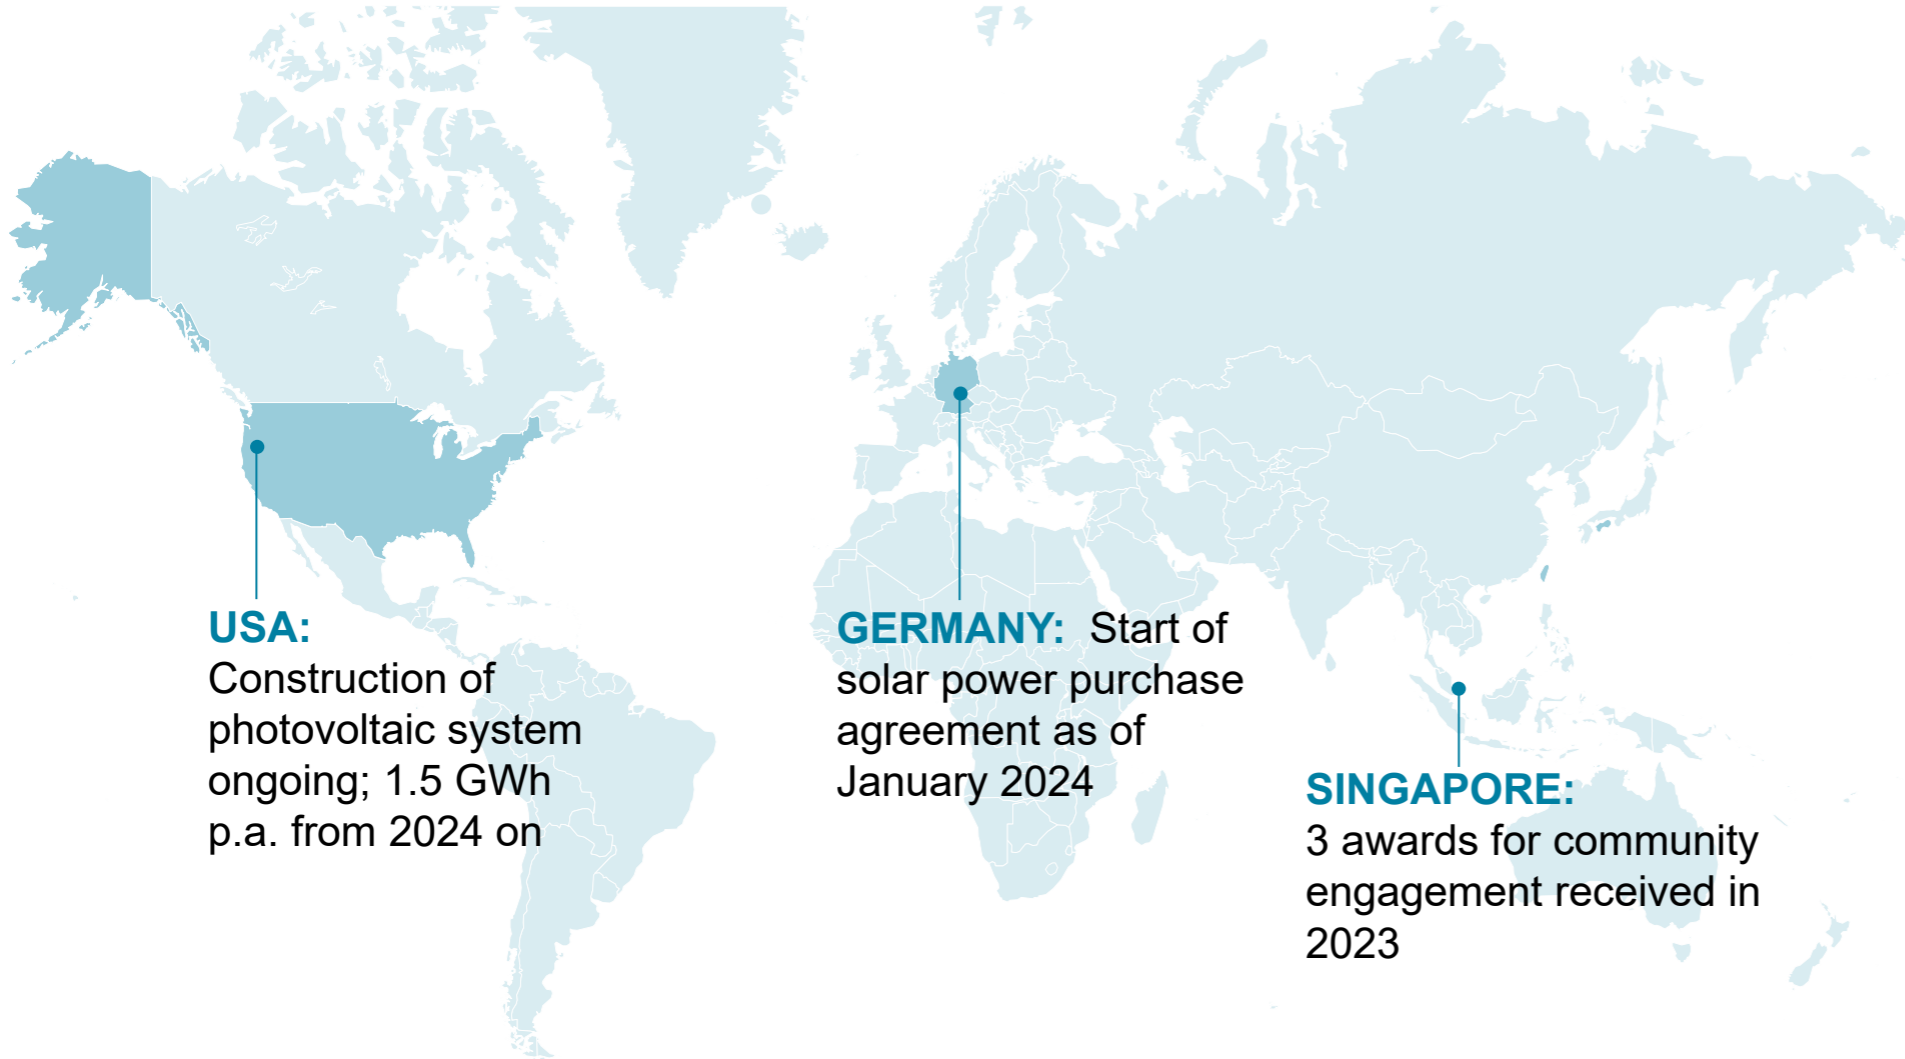 USA:
Construction of
photovoltaic system
ongoing; 1.5 GWh
p.a. from 2024 on
GERMANY: Start of
solar power purchase
agreement as of
January 2024
SINGAPORE:
3 awards for community
engagement received in
2023